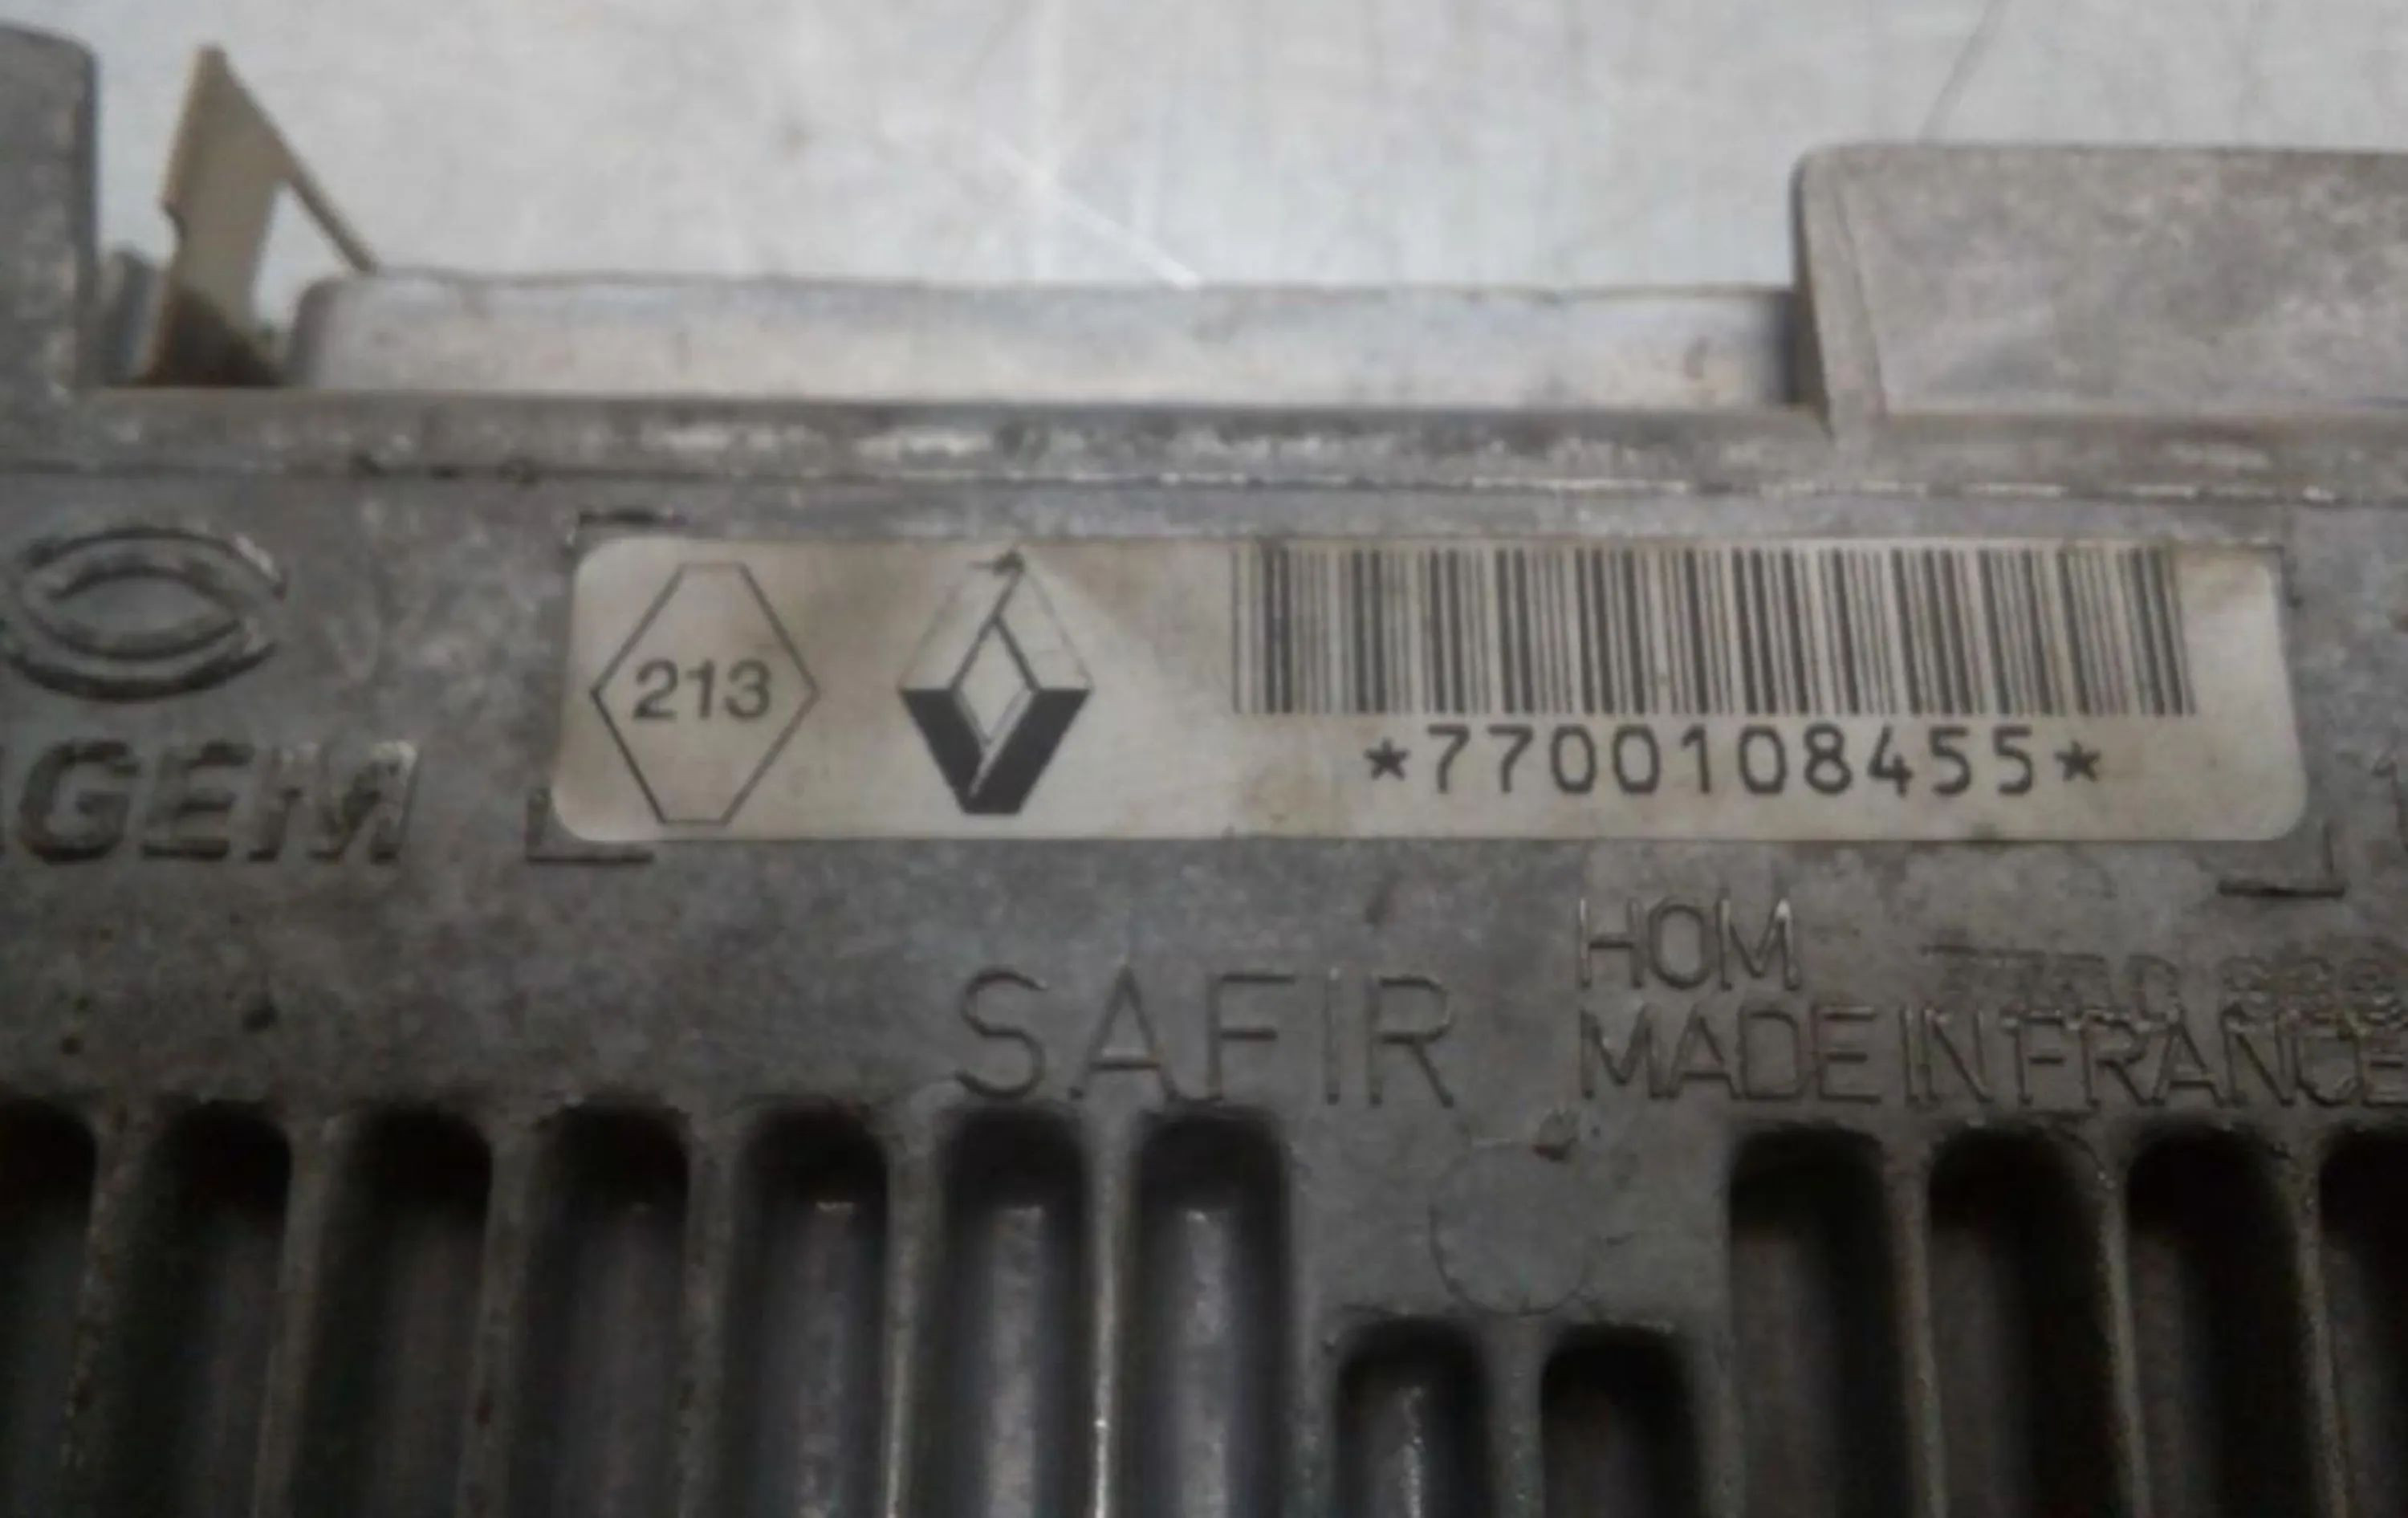 213
*7700108455*
AGEM
SAFIR
HOM
MADE IN FRANCE